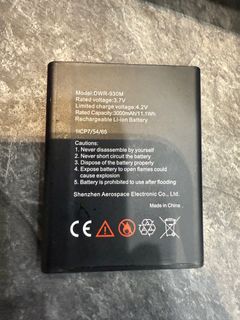 Model:DWR-930M
Rated voltage:3.7V
Limited charge voltage:4.2V
Rated Capacity:3000mAh/11.1Wh
Rechargeable Li-ion Battery
1ICP7/54/65
CAUTIONS:
1. Never disassemble by yourself
2. Never short circuit the battery
3. Dispose of the battery properly
4. Expose battery to open flames could
cause explosion
5. Battery is prohibited to use after flooding
Shenzhen Aerospace Electronic Co., Ltd.
Made in China
CE